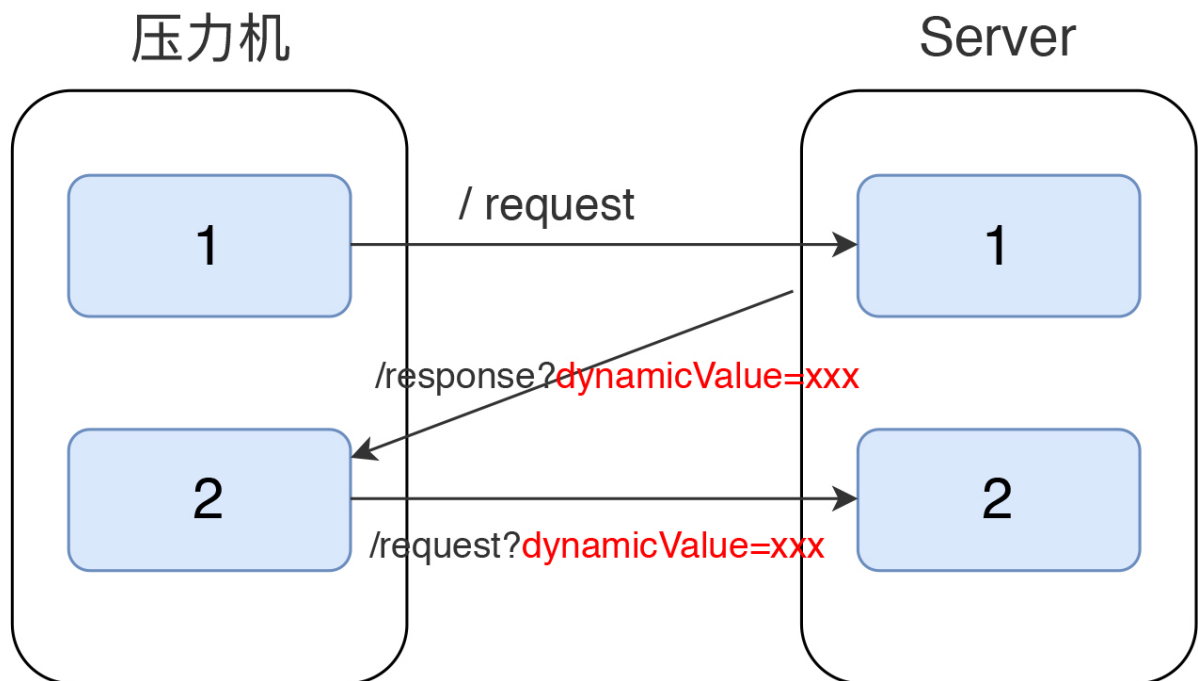 压力机
Server
1
/ request
1
/response?dynamicValue=xxx
2
2
/request?dynamicValue=xxx